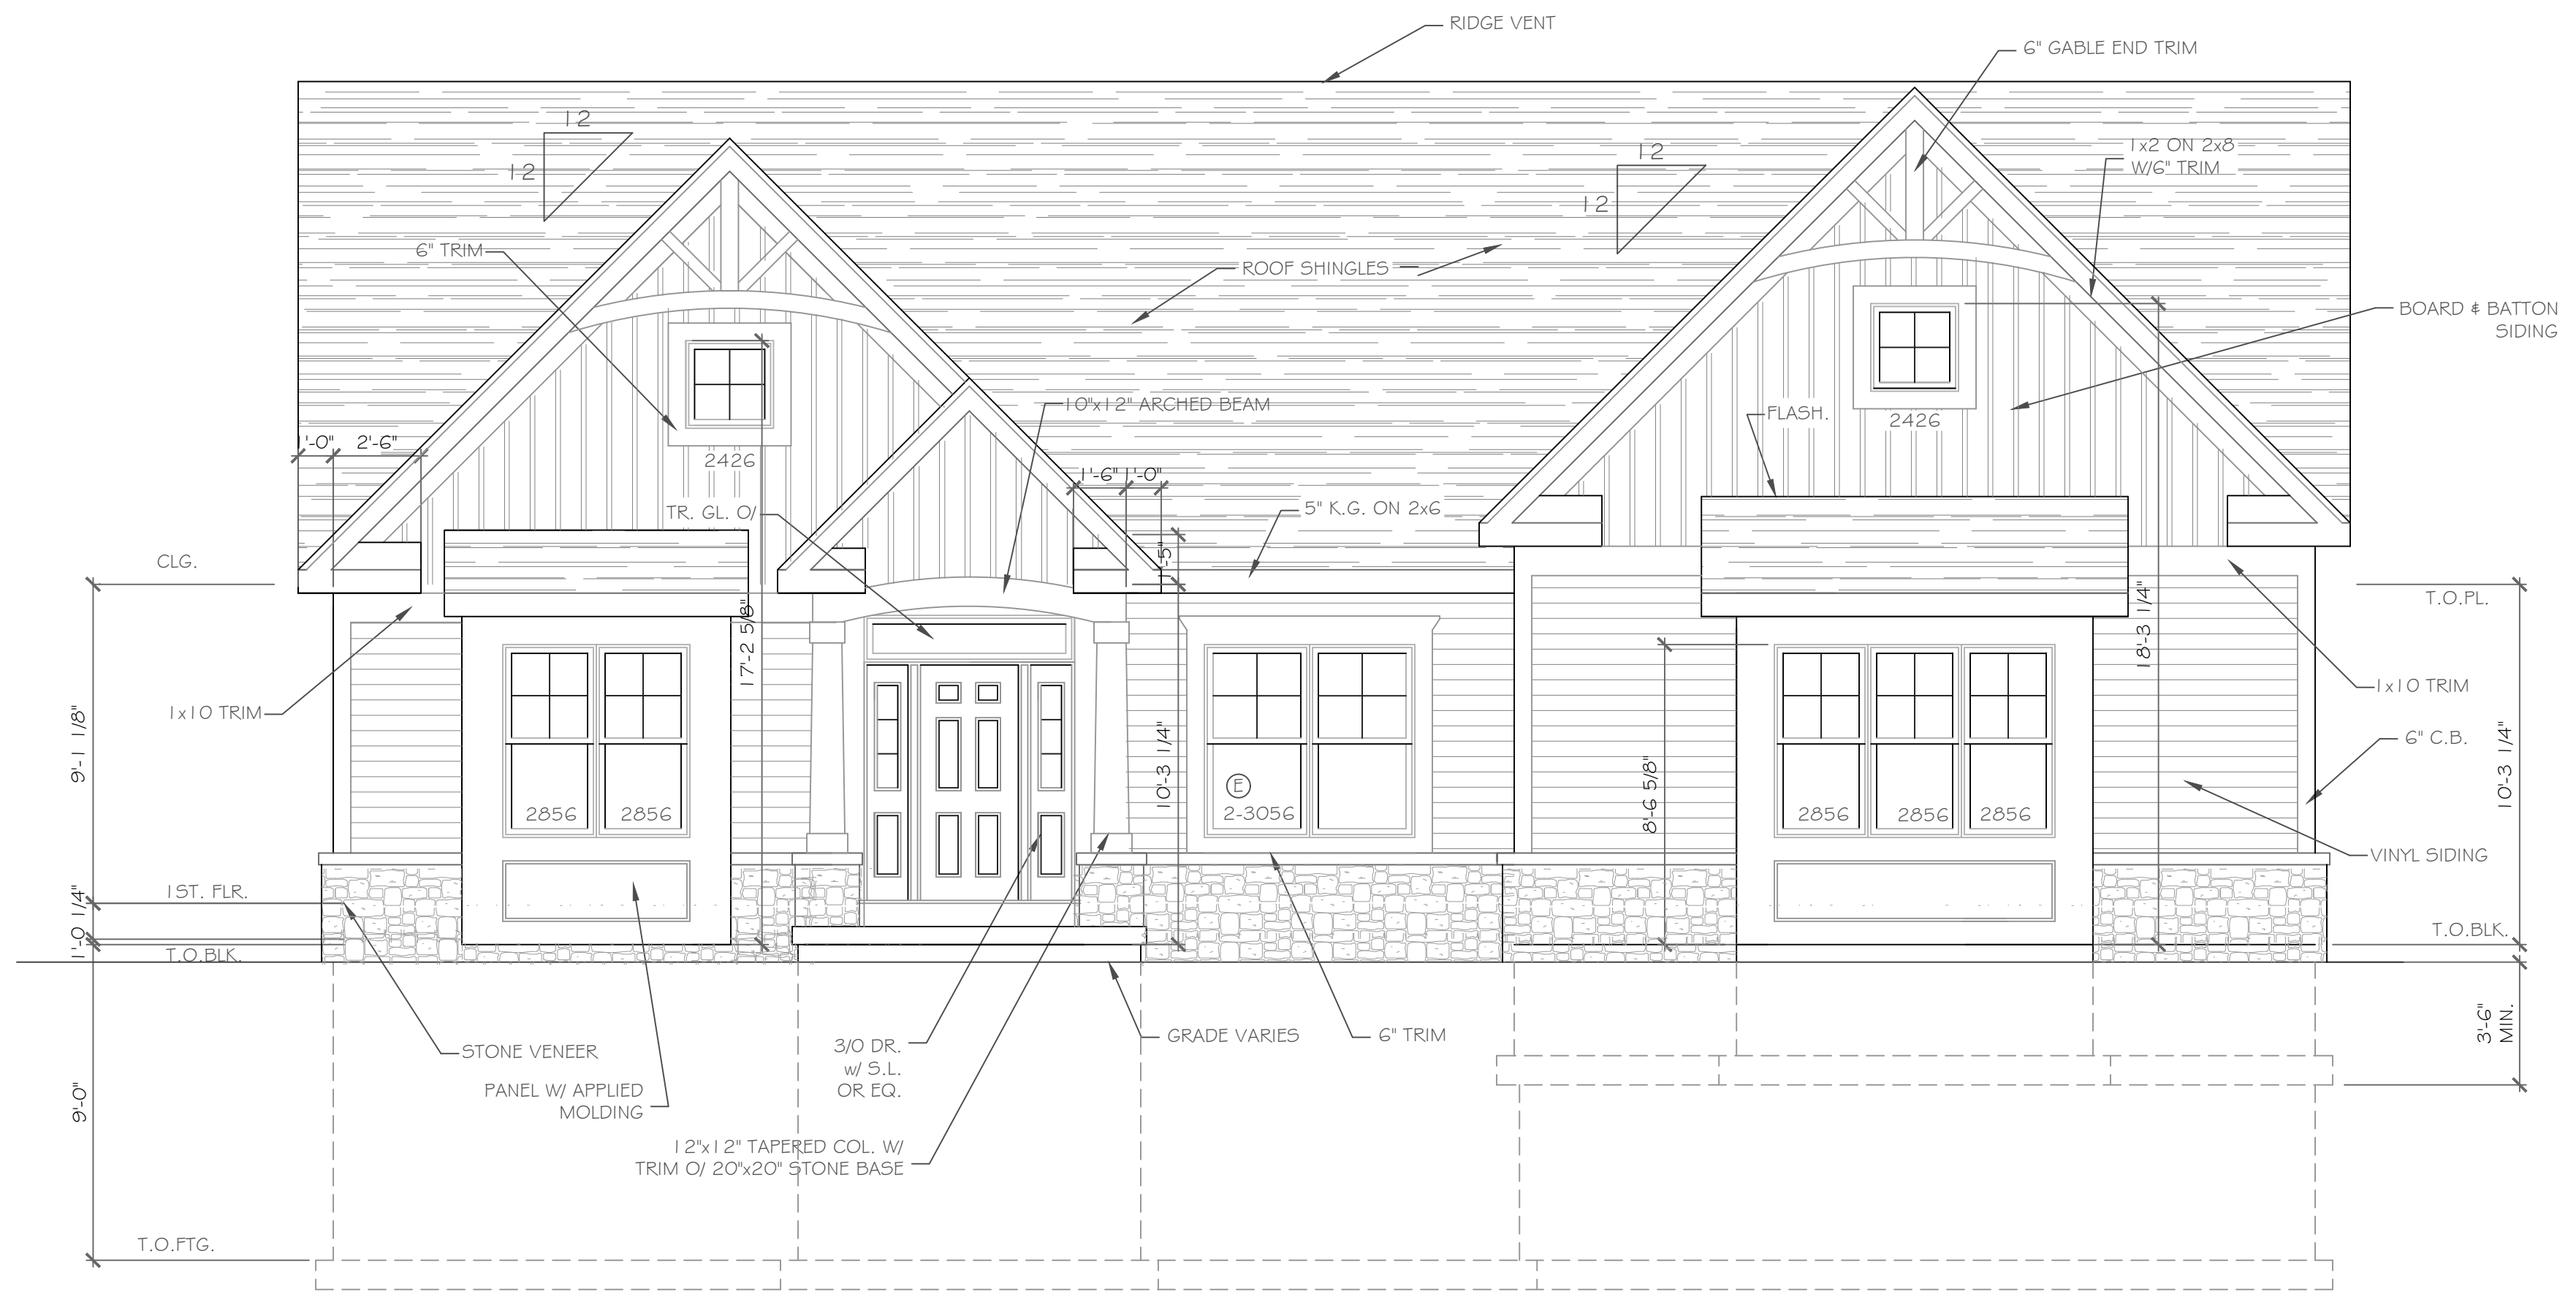 RIDGE VENT
6" GABLE END TRIM
12
12
12
12
1x2 ON 2x8
W/6" TRIM
6" TRIM
ROOF SHINGLES
BOARD & BATTON
SIDING
10"x12" ARCHED BEAM
FLASH.
2426
1'-0"
2'-6"
2426
1'-6"
1'-0"
TR. GL. O/
5" K.G. ON 2x6
CLG.
T.O.PL.
17'-2 5/8"
18'-3 1/4"
1x10 TRIM
1x10 TRIM
6" C.B.
9'-1 1/8"
10'-3 1/4"
8'-6 5/8"
10'-3 1/4"
E
2856
2856
2-3056
2856
2856
2856
VINYL SIDING
1ST. FLR.
1'-0 1/4"
T.O.BLK.
T.O.BLK.
STONE VENEER
3/0 DR.
w/ S.L.
OR EQ.
GRADE VARIES
6" TRIM
3'-6"
MIN.
PANEL W/ APPLIED
MOLDING
9'-0"
12"x12" TAPERED COL. W/
TRIM O/ 20"x20" STONE BASE
T.O.FTG.